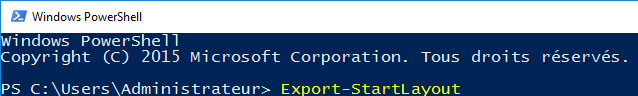 Windows PowerShell
Windows PowerShell
Copyright (C) 2015 Microsoft Corporation. Tous droits réservés.
PS C:\Users\Administrateur> Export-StartLayout